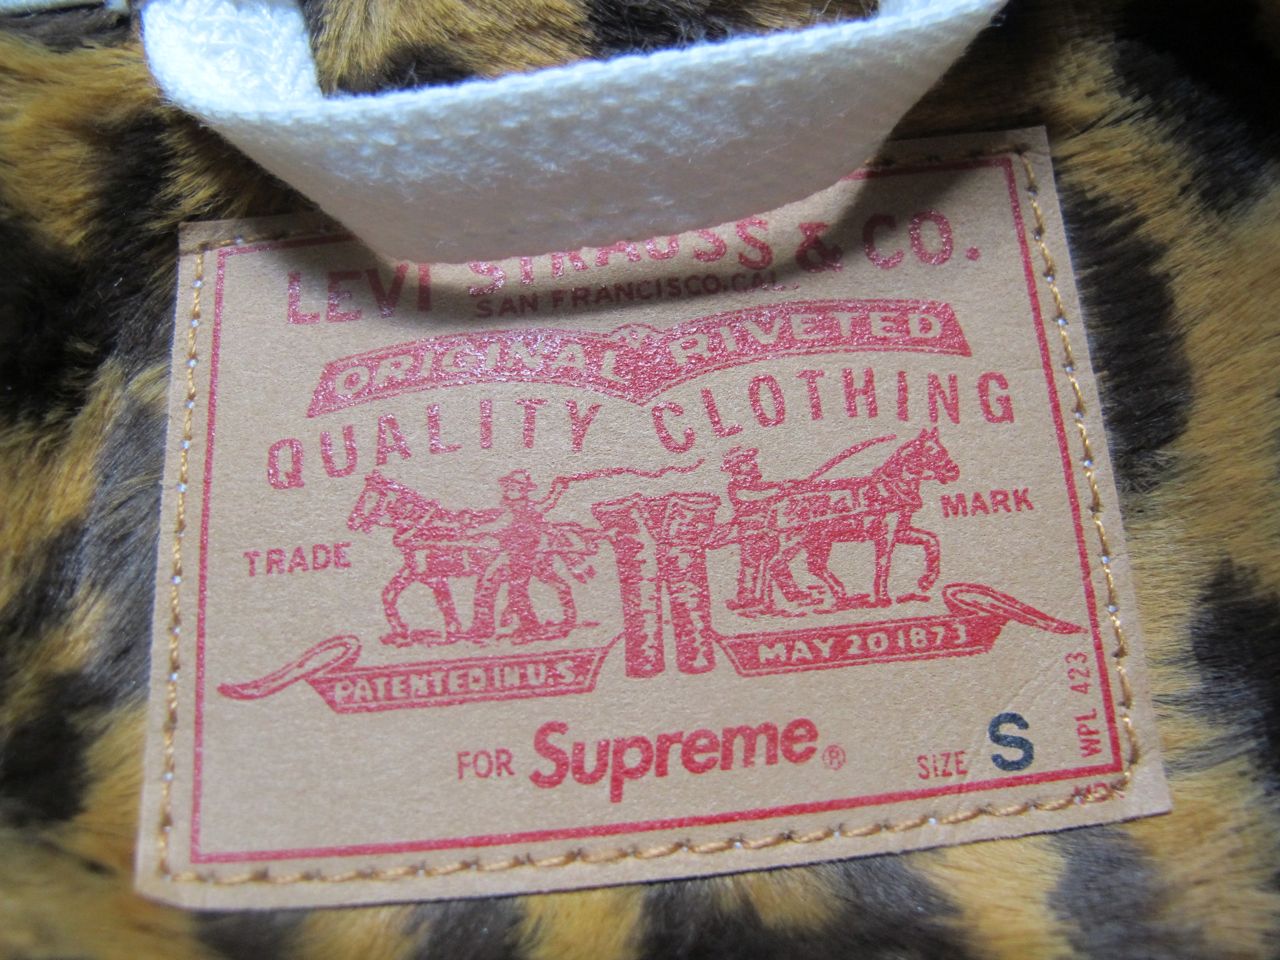 LEVI STRAUSS & CO.
SAN FRANCISCO, CAL.
ORIGINAL RIVETED
QUALITY CLOTHING
TRADE MARK
PATENTED IN U.S. MAY 20 1873
FOR Supreme® SIZE S
WPL 423